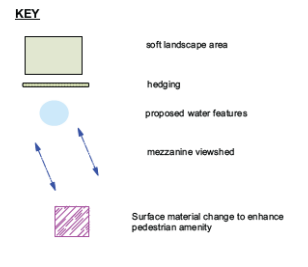 KEY
soft landscape area
hedging
proposed water features
mezzanine viewshed
Surface material change to enhance
pedestrian amenity